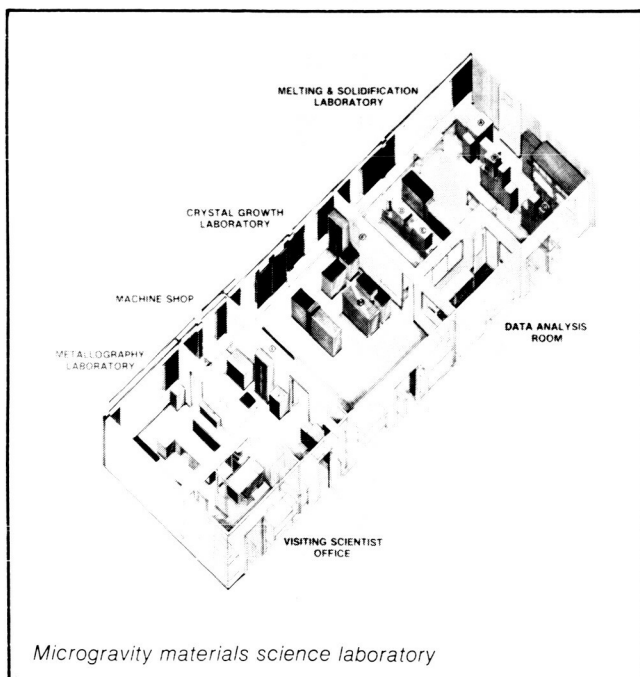 MELTING & SOLIDIFICATION
LABORATORY
CRYSTAL GROWTH
LABORATORY
MACHINE SHOP
METALLOGRAPHY
LABORATORY
DATA ANALYSIS
ROOM
VISITING SCIENTIST
OFFICE
Microgravity materials science laboratory